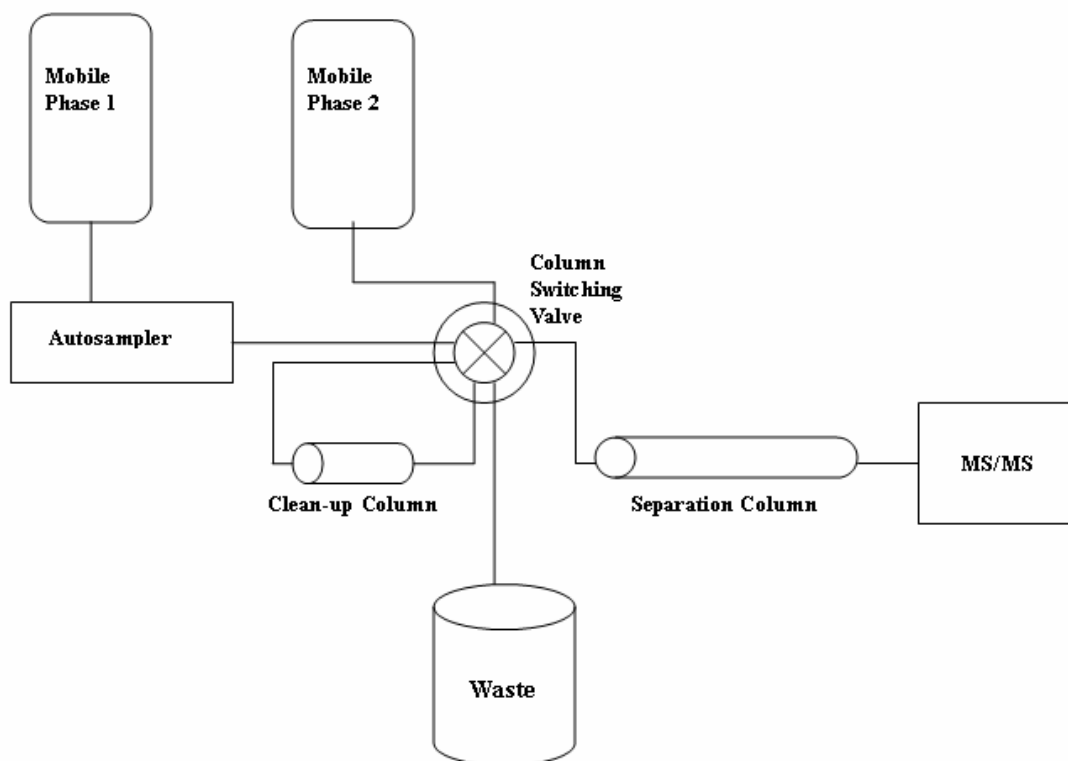 Mobile
Phase 1
Mobile
Phase 2
Column
Switching
Valve
Autosampler
Clean-up Column
Separation Column
MS/MS
Waste